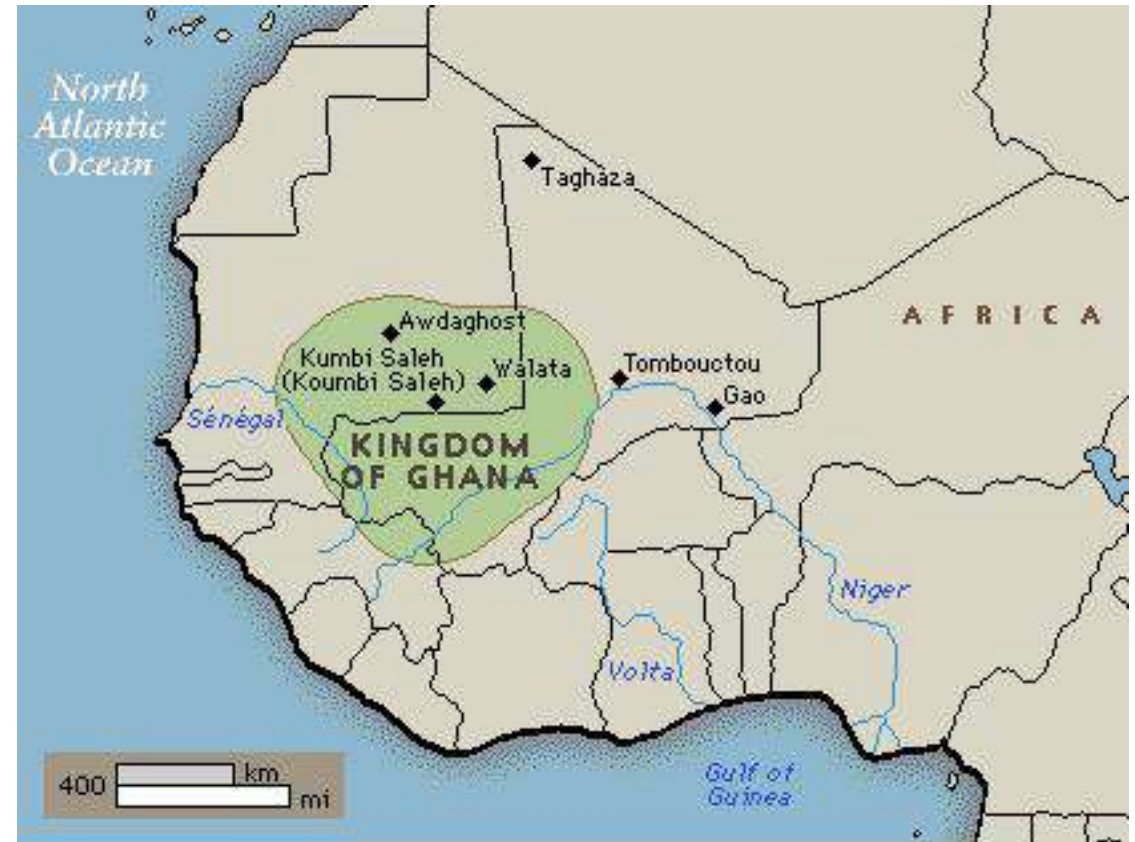 North
Atlantic
Ocean
Taghaza
AFRICA
Awdaghost
Kumbi Saleh
(Koumbi Saleh)
Walata
Tombouctou
Gao
Sénégal
KINGDOM
OF GHANA
Niger
Volta
Gulf of
Guinea
400
km
mi